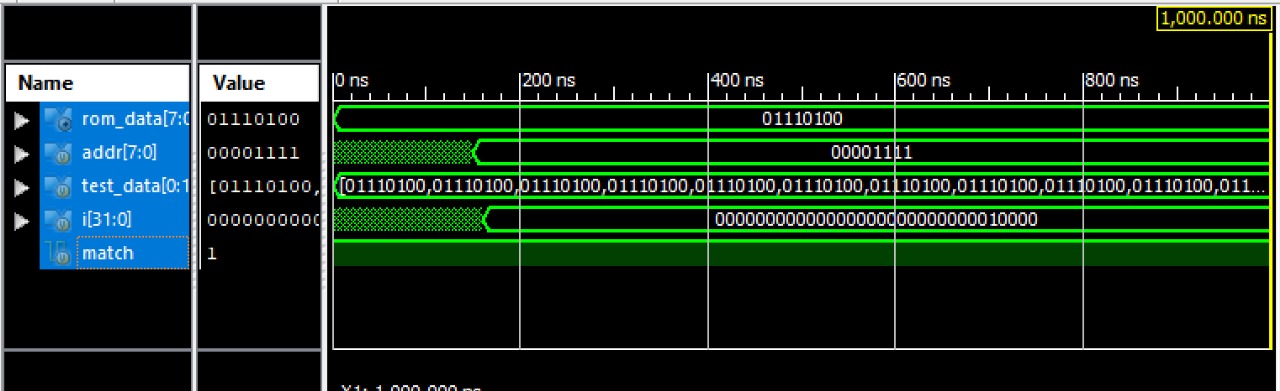 1,000.000 ns
Name
Value
0 ns
200 ns
400 ns
600 ns
800 ns
rom_data[7:0
01110100
01110100
addr[7:0]
00001111
00001111
test_data[0:1
[01110100,
[01110100,01110100,01110100,01110100,01110100,01110100,01110100,01110100,01110100,01110100,011...
i[31:0]
0000000000
00000000000000000000000000010000
match
1
X1: 1,000.000 ns